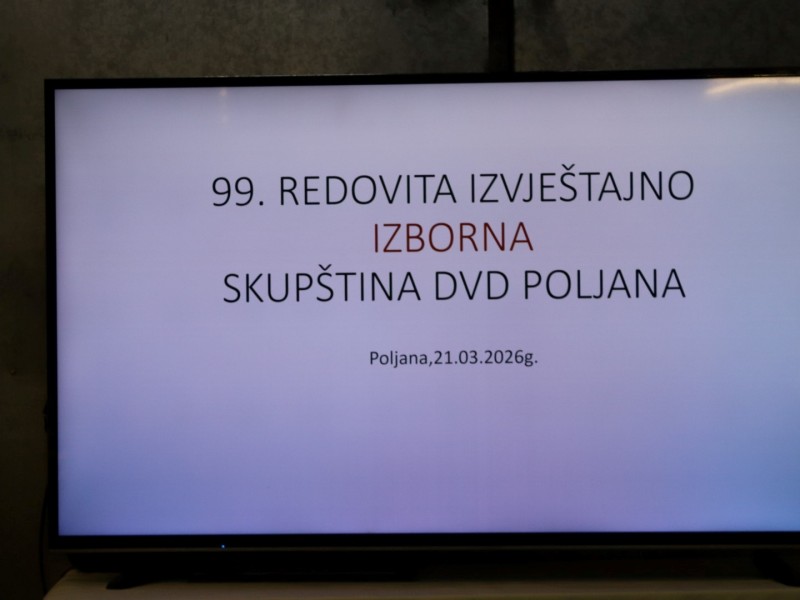 99. REDOVITA IZVJEŠTAJNO
IZBORNA
SKUPŠTINA DVD POLJANA
Poljana,21.03.2026g.